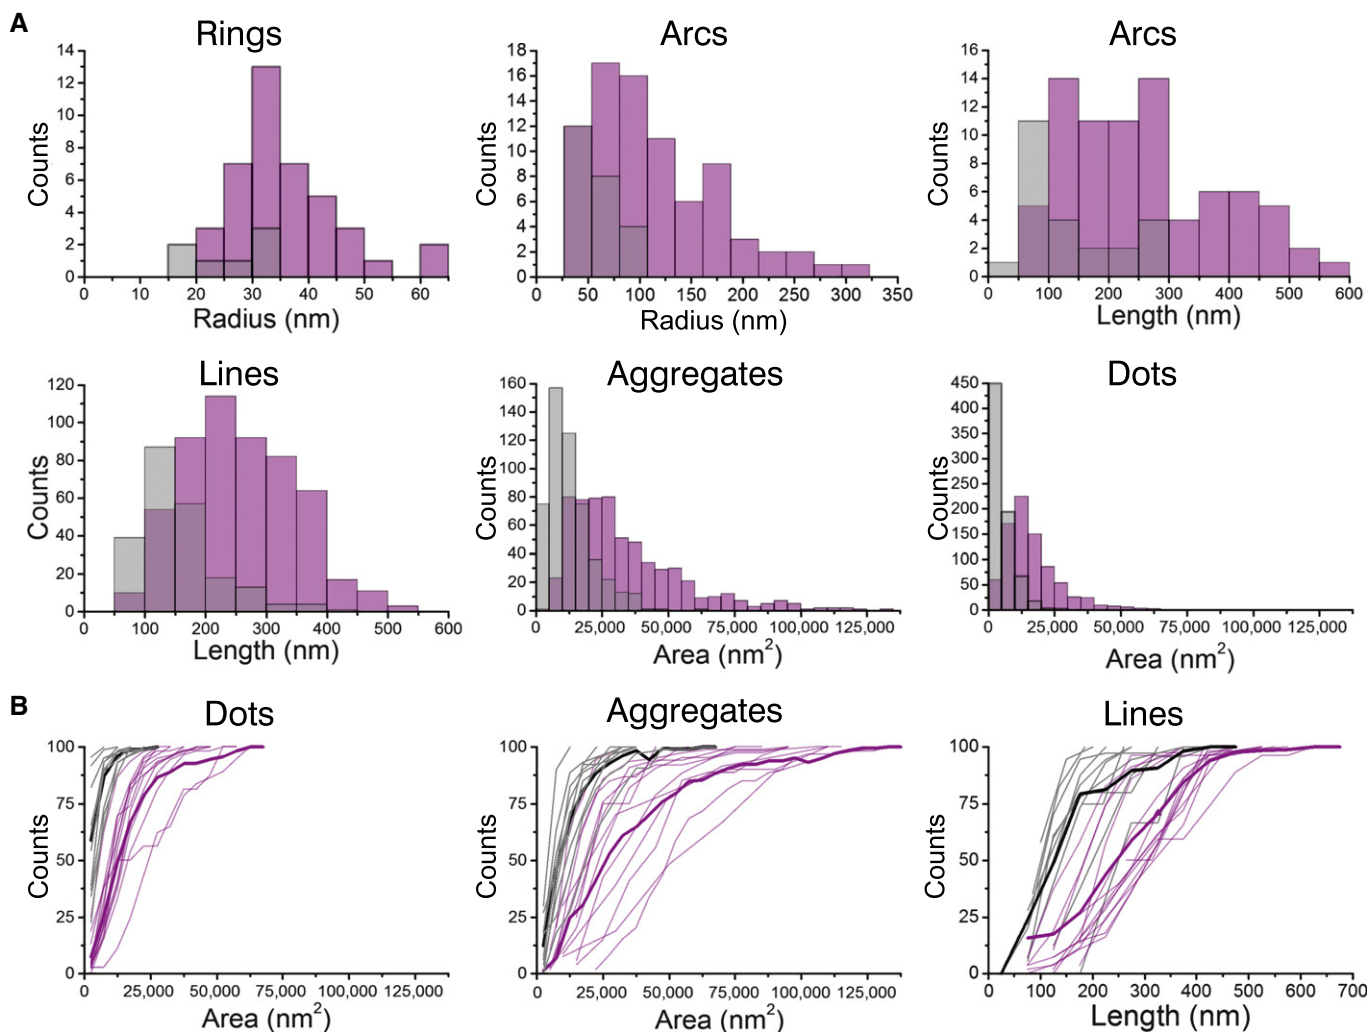 A
Rings
Arcs
Arcs
14
12
10
8
6
4
2
0
Counts
0 10 20 30 40 50 60
Radius (nm)
18
16
14
12
10
8
6
4
2
0
Counts
0 50 100 150 200 250 300 350
Radius (nm)
16
14
12
10
8
6
4
2
0
Counts
0 100 200 300 400 500 600
Length (nm)
Lines
Aggregates
Dots
120
100
80
60
40
20
0
Counts
0 100 200 300 400 500 600
Length (nm)
160
140
120
100
80
60
40
20
0
Counts
0 25,000 50,000 75,000 100,000 125,000
Area (nm²)
450
400
350
300
250
200
150
100
50
0
Counts
0 25,000 50,000 75,000 100,000 125,000
Area (nm²)
B
Dots
Aggregates
Lines
100
75
50
25
0
Counts
0 25,000 50,000 75,000 100,000 125,000
Area (nm²)
100
75
50
25
0
Counts
0 25,000 50,000 75,000 100,000 125,000
Area (nm²)
100
75
50
25
0
Counts
0 100 200 300 400 500 600 700
Length (nm)